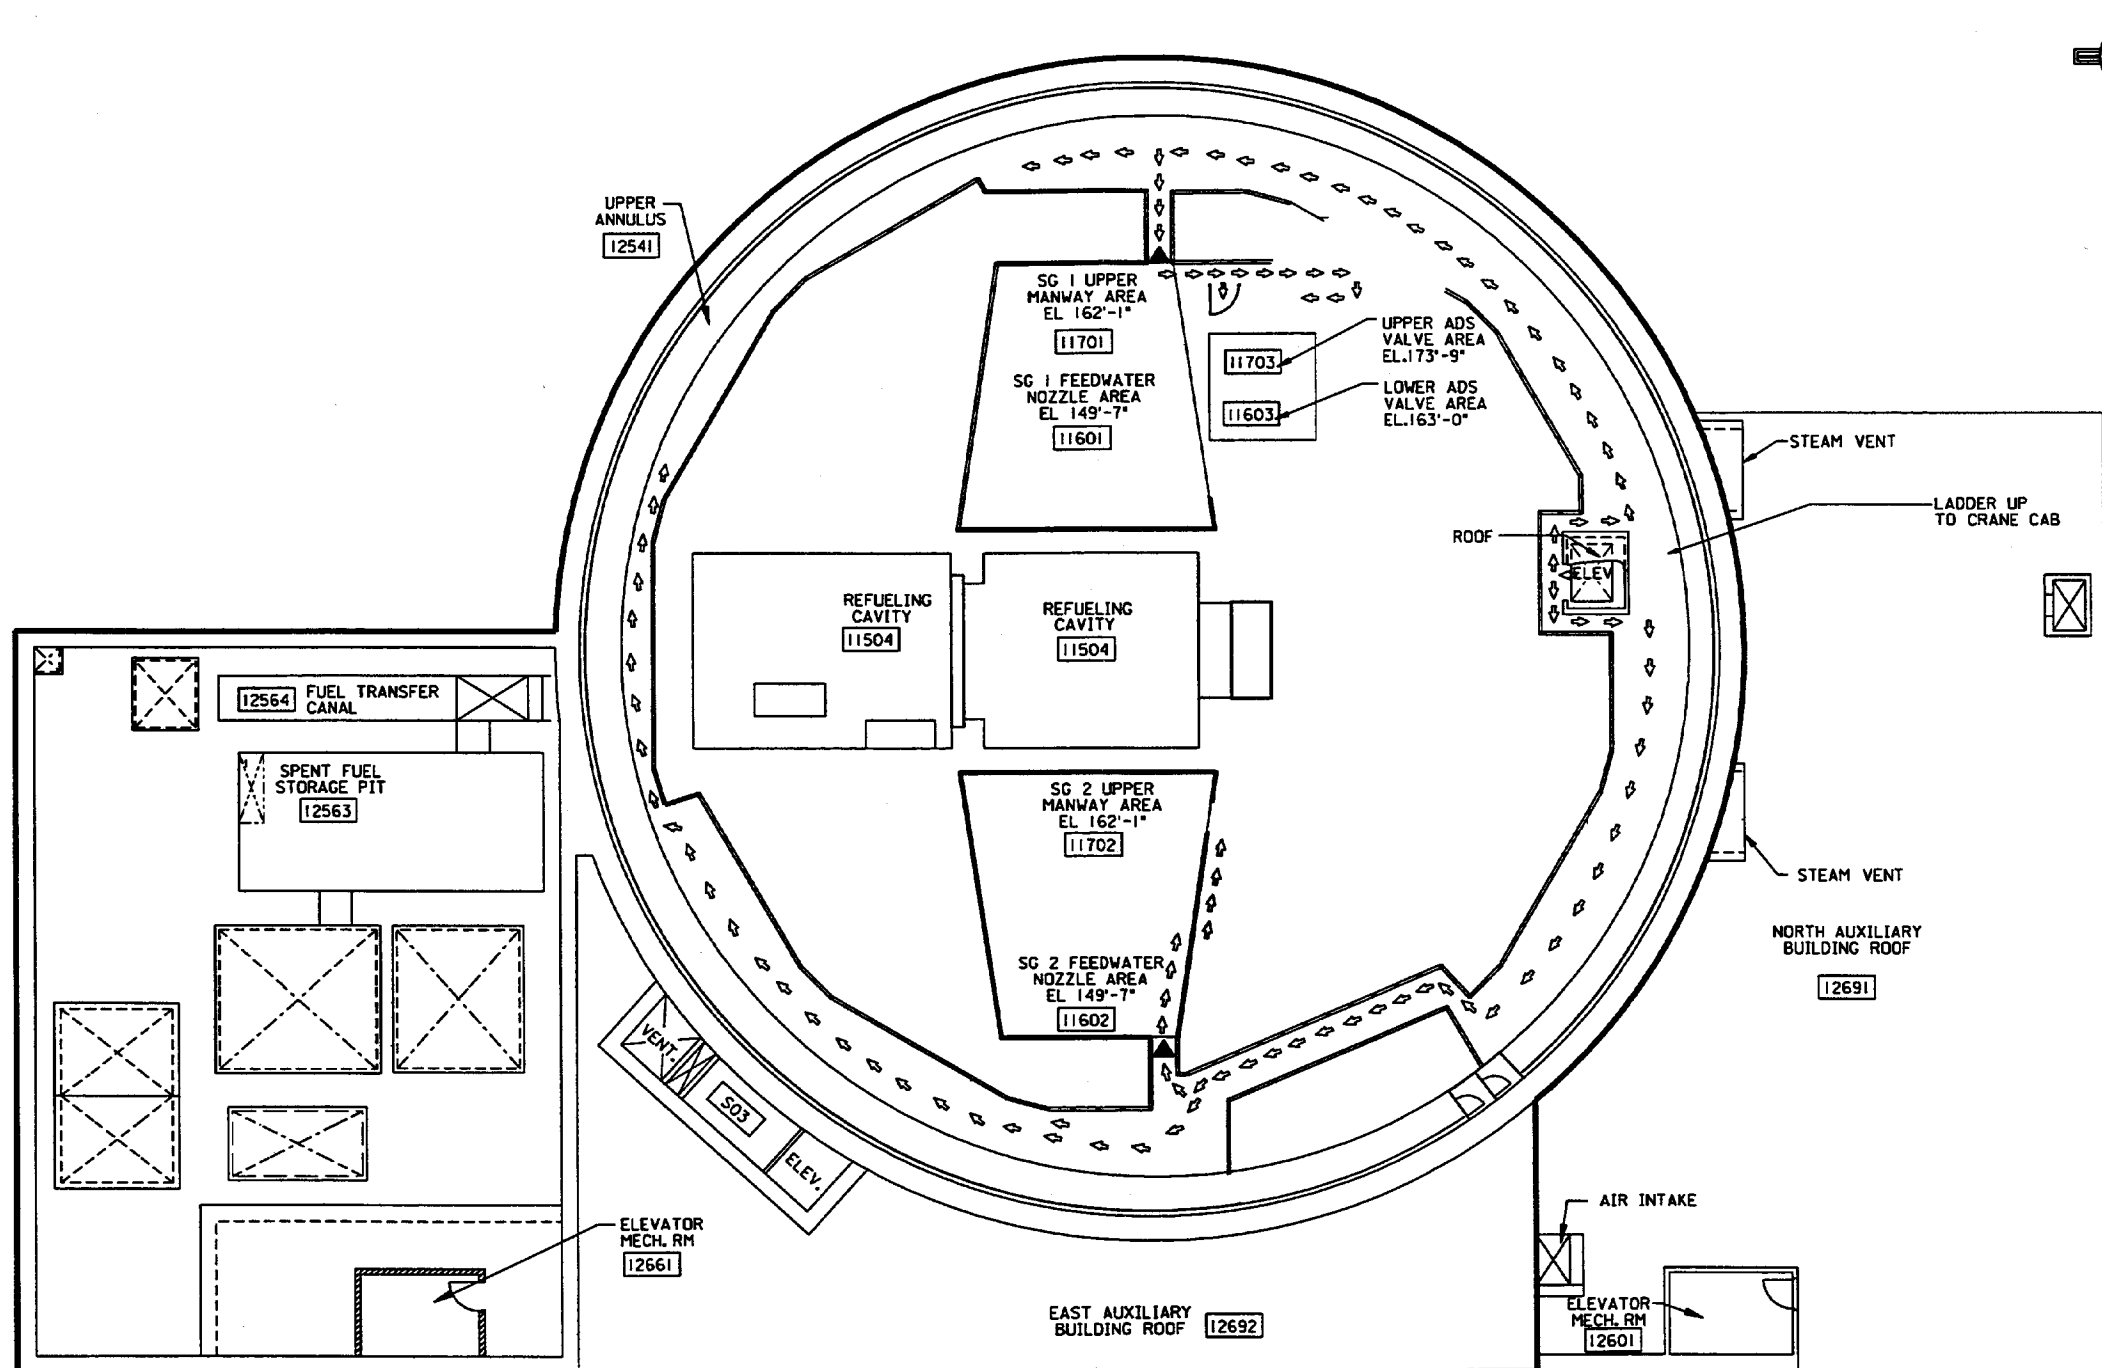 UPPER
ANNULUS
12541
SG 1 UPPER
MANWAY AREA
EL 162'-1"
11701
SG 1 FEEDWATER
NOZZLE AREA
EL 149'-7"
11601
11703
11603
UPPER ADS
VALVE AREA
EL.173'-9"
LOWER ADS
VALVE AREA
EL.163'-0"
STEAM VENT
LADDER UP
TO CRANE CAB
ROOF
ELEV
REFUELING
CAVITY
11504
REFUELING
CAVITY
11504
12564
FUEL TRANSFER
CANAL
SPENT FUEL
STORAGE PIT
12563
SG 2 UPPER
MANWAY AREA
EL 162'-1"
11702
SG 2 FEEDWATER
NOZZLE AREA
EL 149'-7"
11602
STEAM VENT
NORTH AUXILIARY
BUILDING ROOF
12691
VENT.
S03
ELEV.
ELEVATOR
MECH. RM
12661
EAST AUXILIARY
BUILDING ROOF
12692
AIR INTAKE
ELEVATOR
MECH. RM
12601